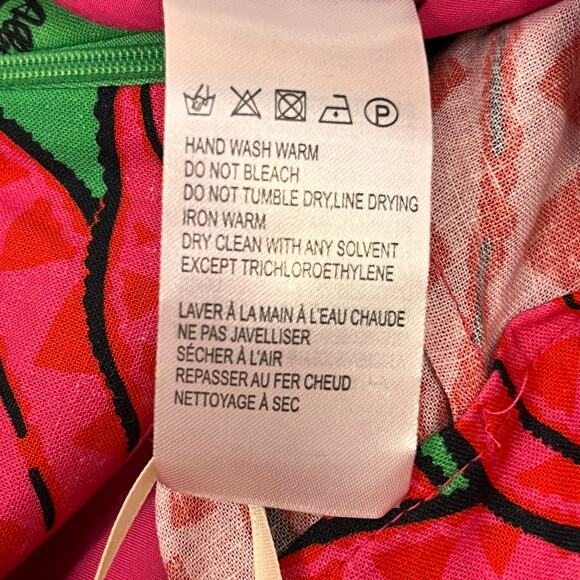 P
HAND WASH WARM
DO NOT BLEACH
DO NOT TUMBLE DRY,LINE DRYING
IRON WARM
DRY CLEAN WITH ANY SOLVENT
EXCEPT TRICHLOROETHYLENE
LAVER À LA MAIN À L'EAU CHAUDE
NE PAS JAVELLISER
SÉCHER À L'AIR
REPASSER AU FER CHEUD
NETTOYAGE À SEC